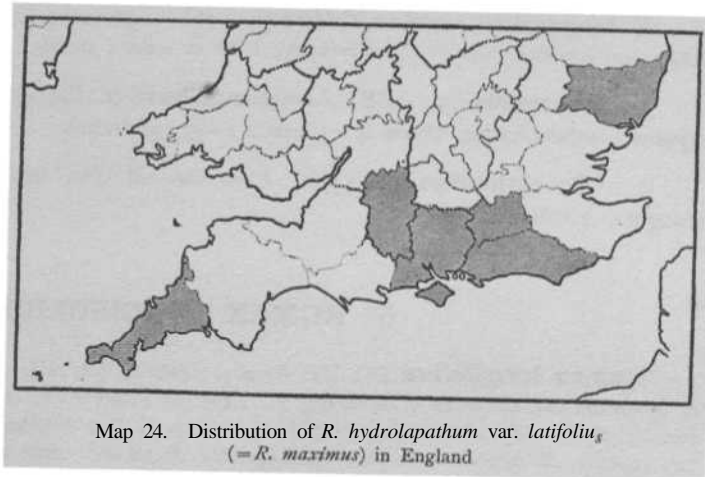 Map 24. Distribution of R. hydrolapathum var. latifolius
(=R. maximus) in England